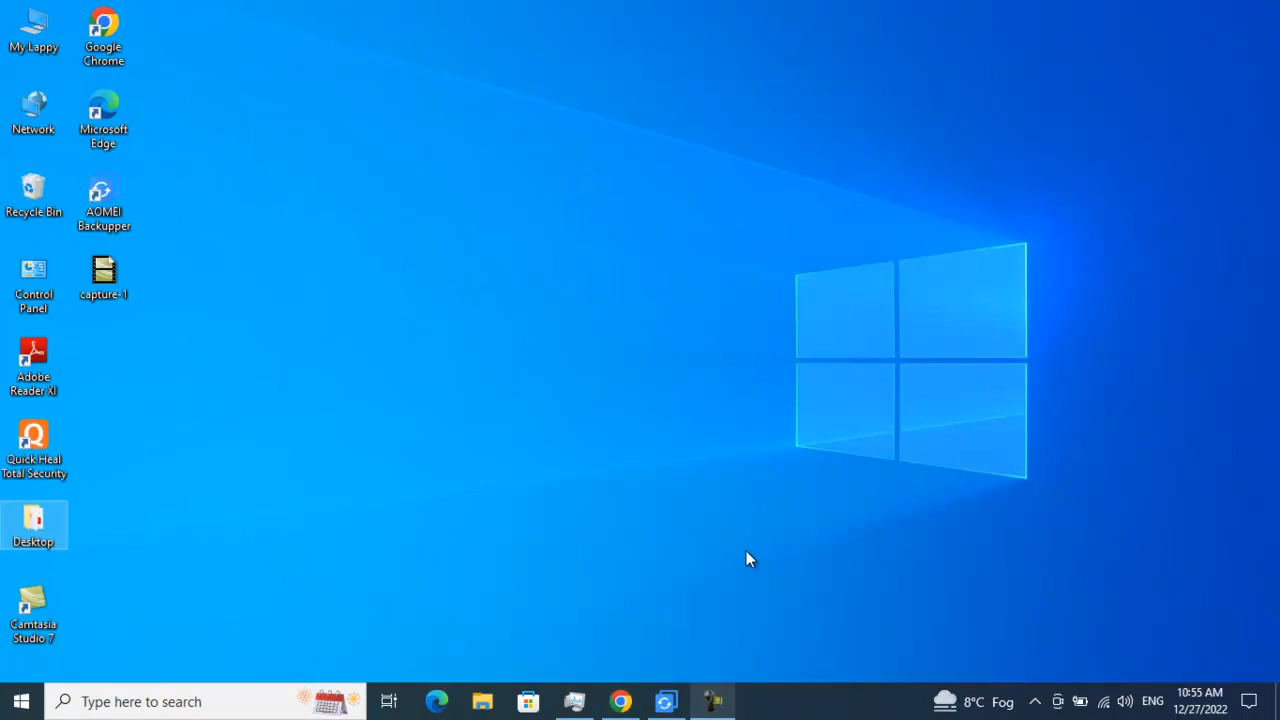 My Lappy
Google
Chrome
Network
Microsoft
Edge
Recycle Bin
AOMEI
Backupper
Control
Panel
capture-1
Adobe
Reader XI
Quick Heal
Total Security
Desktop
Camtasia
Studio 7
Type here to search
8°C Fog
ENG
10:55 AM
12/27/2022